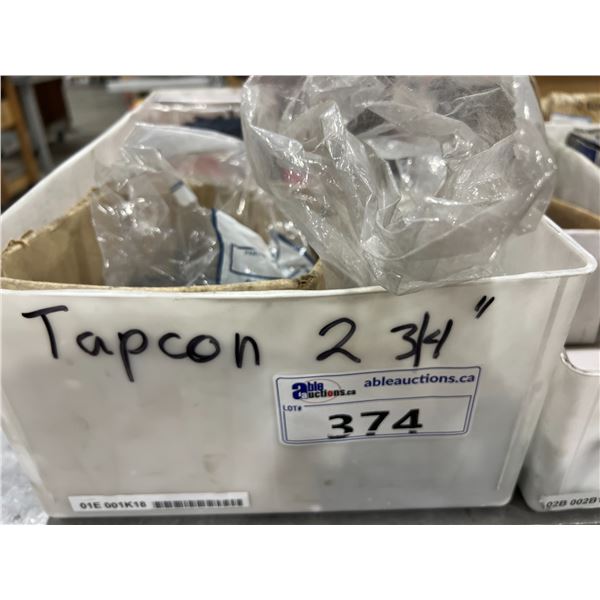 Tapcon 2 3/4"
able auctions.ca
ableauctions.ca
LOT#
374
01E 001K18
02B 002B